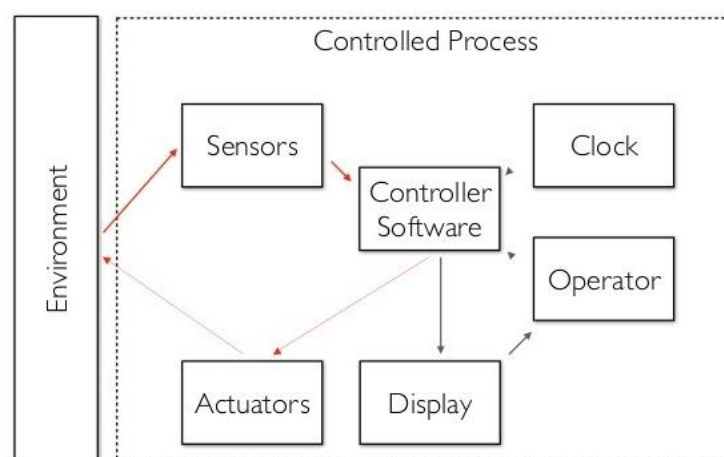 Controlled Process
Environment
Sensors
Clock
Controller
Software
Operator
Actuators
Display